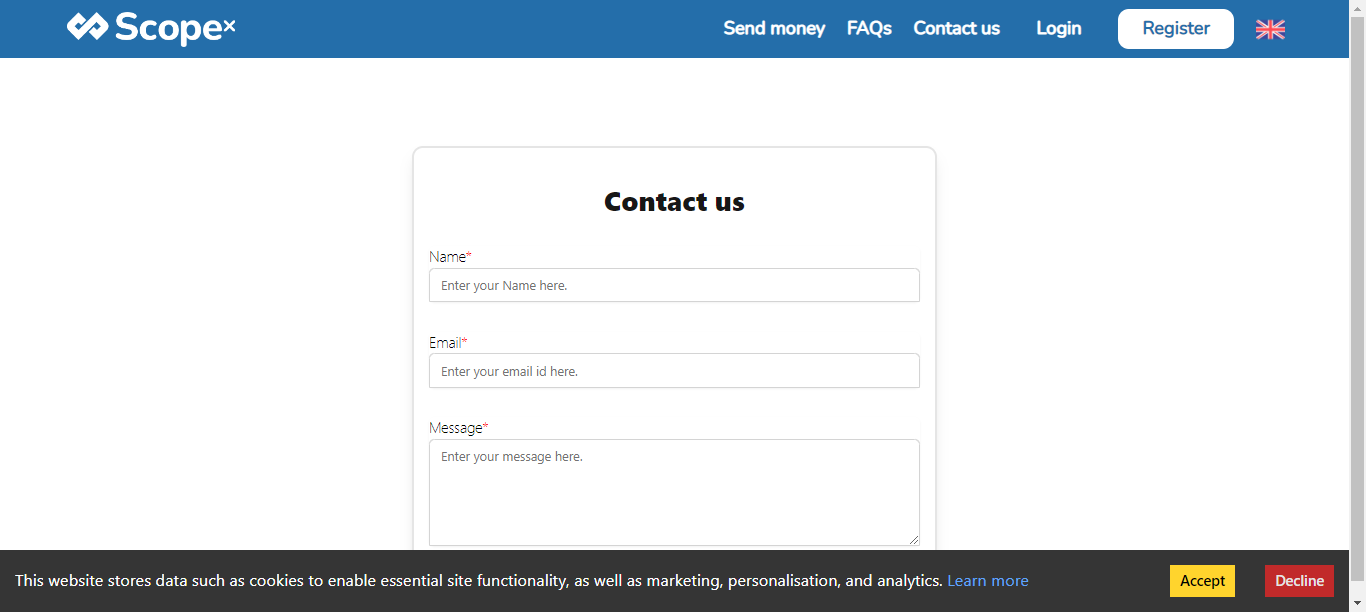 Scopex
Send money FAQs Contact us Login Register
Contact us
Name*
Enter your Name here.
Email*
Enter your email id here.
Message*
Enter your message here.
This website stores data such as cookies to enable essential site functionality, as well as marketing, personalisation, and analytics. Learn more Accept Decline